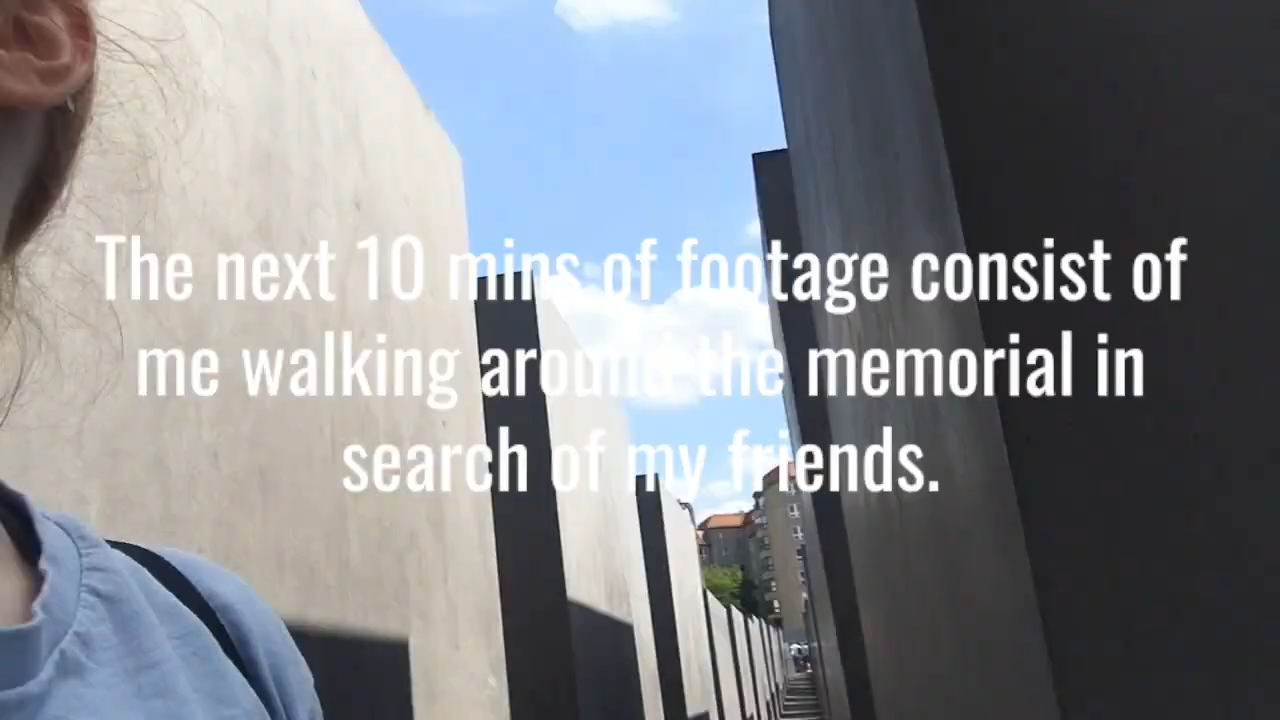 The next 10 mins of footage consist of
me walking around the memorial in
search of my friends.